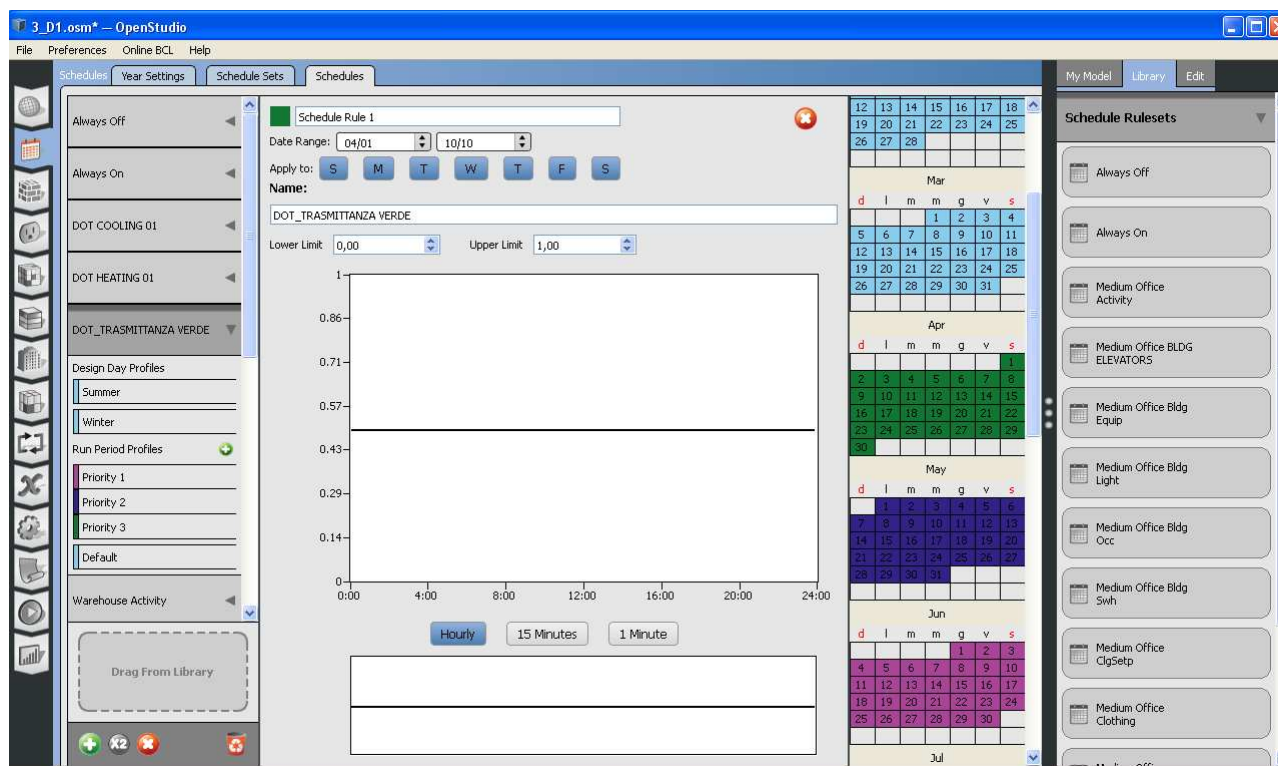 3_D1.osm* — OpenStudio
File Preferences Online BCL Help
Schedules Year Settings Schedule Sets Schedules
My Model Library Edit
Always Off
Always On
DOT COOLING 01
DOT HEATING 01
DOT_TRASMITTANZA VERDE
Design Day Profiles
Summer
Winter
Run Period Profiles
Priority 1
Priority 2
Priority 3
Default
Warehouse Activity
Drag From Library
X2
Schedule Rule 1
Date Range: 04/01 10/10
Apply to: S M T W T F S
Name:
DOT_TRASMITTANZA VERDE
Lower Limit 0,00 Upper Limit 1,00
1
0.86
0.71
0.57
0.43
0.29
0.14
0
0:00 4:00 8:00 12:00 16:00 20:00 24:00
Hourly 15 Minutes 1 Minute
12 13 14 15 16 17 18
19 20 21 22 23 24 25
26 27 28
Mar
d l m m g v s
1 2 3 4
5 6 7 8 9 10 11
12 13 14 15 16 17 18
19 20 21 22 23 24 25
26 27 28 29 30 31
Apr
d l m m g v s
1
2 3 4 5 6 7 8
9 10 11 12 13 14 15
16 17 18 19 20 21 22
23 24 25 26 27 28 29
30
May
d l m m g v s
1 2 3 4 5 6
7 8 9 10 11 12 13
14 15 16 17 18 19 20
21 22 23 24 25 26 27
28 29 30 31
Jun
d l m m g v s
1 2 3
4 5 6 7 8 9 10
11 12 13 14 15 16 17
18 19 20 21 22 23 24
25 26 27 28 29 30
Jul
Schedule Rulesets
Always Off
Always On
Medium Office
Activity
Medium Office BLDG
ELEVATORS
Medium Office Bldg
Equip
Medium Office Bldg
Light
Medium Office Bldg
Occ
Medium Office Bldg
Swh
Medium Office
ClgSetp
Medium Office
Clothing